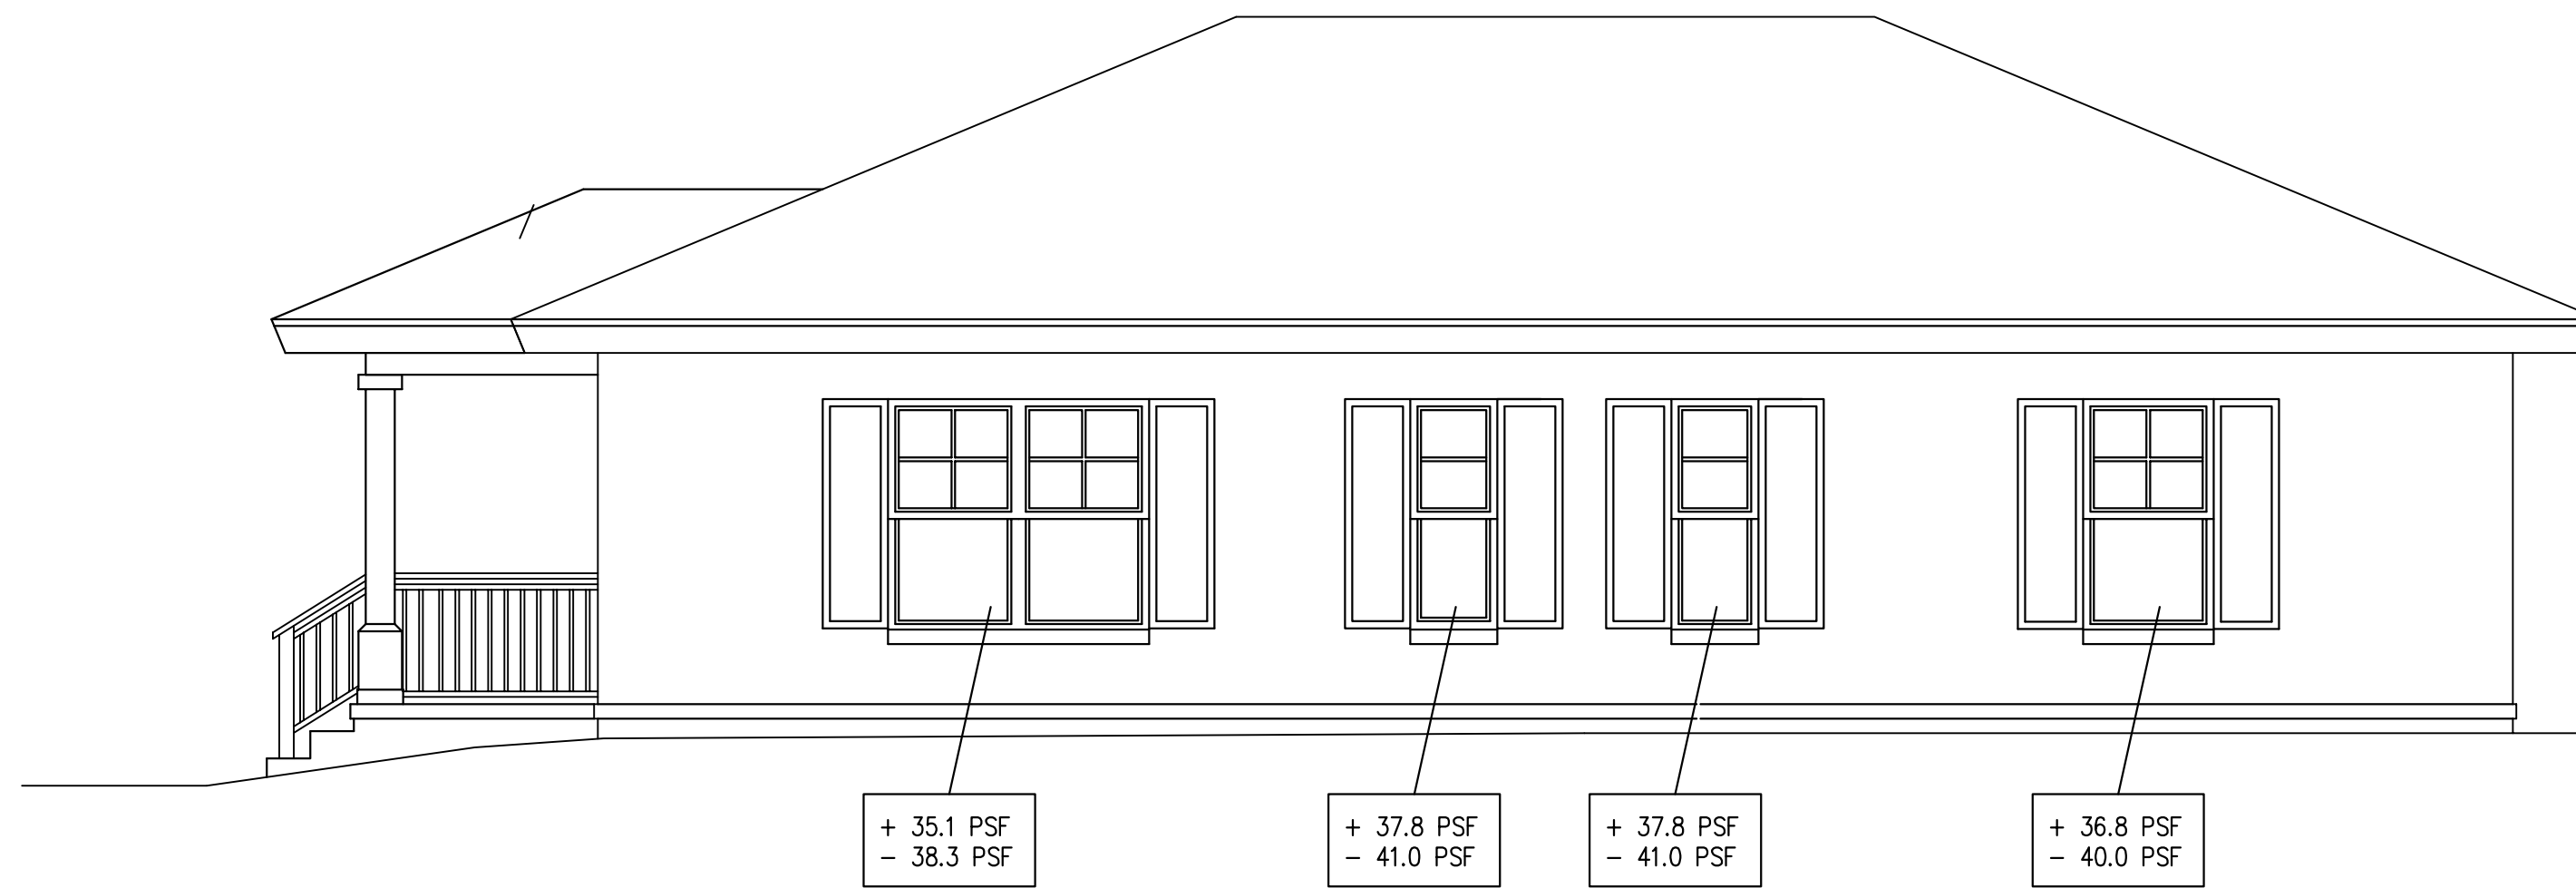 + 35.1 PSF
- 38.3 PSF
+ 37.8 PSF
- 41.0 PSF
+ 37.8 PSF
- 41.0 PSF
+ 36.8 PSF
- 40.0 PSF